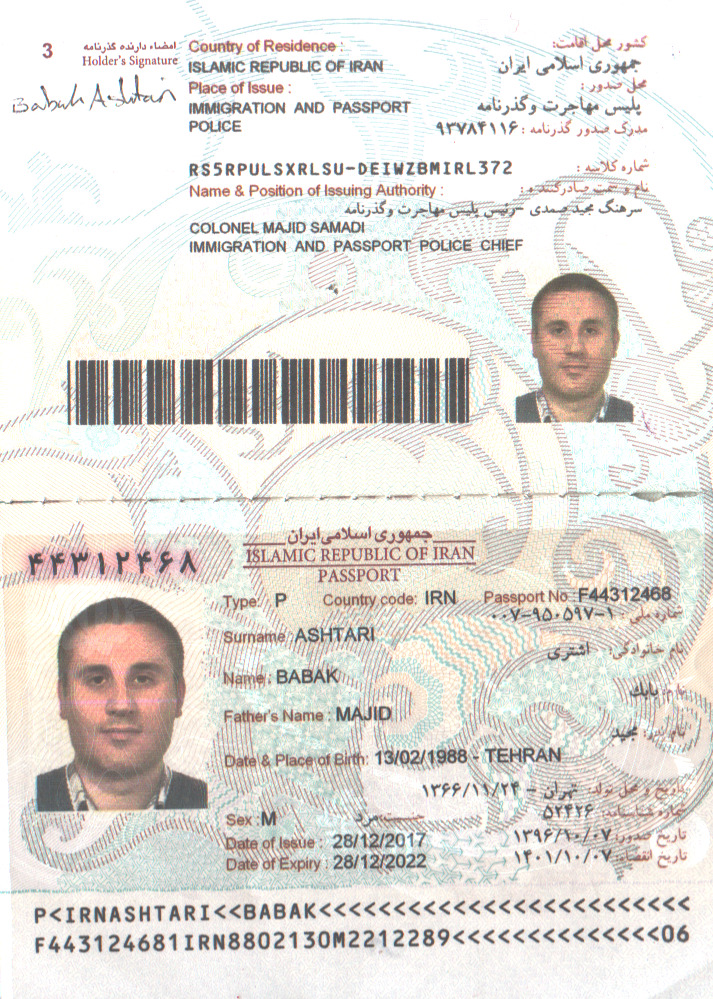 3
امضاء دارنده گذرنامه
Holder's Signature
Babak Ashtari
Country of Residence :
کشور محل اقامت:
ISLAMIC REPUBLIC OF IRAN
جمهوری اسلامی ایران
Place of Issue :
محل صدور :
IMMIGRATION AND PASSPORT
POLICE
پلیس مهاجرت وگذرنامه
مدرک صدور گذرنامه : ۹۳۷۸۴۱۱۶
RS5RPULSXRLSU-DEIWZBMIRL372
شماره کلاسه :
Name & Position of Issuing Authority :
نام و سمت صادرکننده :
سرهنگ مجید صمدی -رئیس پلیس مهاجرت وگذرنامه
COLONEL MAJID SAMADI
IMMIGRATION AND PASSPORT POLICE CHIEF
۴۴۳۱۲۴۶۸
جمهوری اسلامی ایران
ISLAMIC REPUBLIC OF IRAN
PASSPORT
Type: P Country code: IRN Passport No : F44312468
شماره ملی : ۰۰۷-۹۵۰۵۹۷-۱
Surname : ASHTARI
نام خانوادگی: اشتری
Name : BABAK
نام : بابک
Father's Name : MAJID
نام پدر: مجید
Date & Place of Birth: 13/02/1988 - TEHRAN
تاریخ و محل تولد: تهران - ۱۳۶۶/۱۱/۲۴
شماره شناسنامه: ۵۲۴۲۶
Sex : M
جنسیت: مرد
Date of Issue : 28/12/2017
تاریخ صدور: ۱۳۹۶/۱۰/۰۷
Date of Expiry : 28/12/2022
تاریخ انقضاء: ۱۴۰۱/۱۰/۰۷
P<IRNASHTARI<<BABAK<<<<<<<<<<<<<<<<<<<<<<<<<
F443124681IRN8802130M2212289<<<<<<<<<<<<<<06